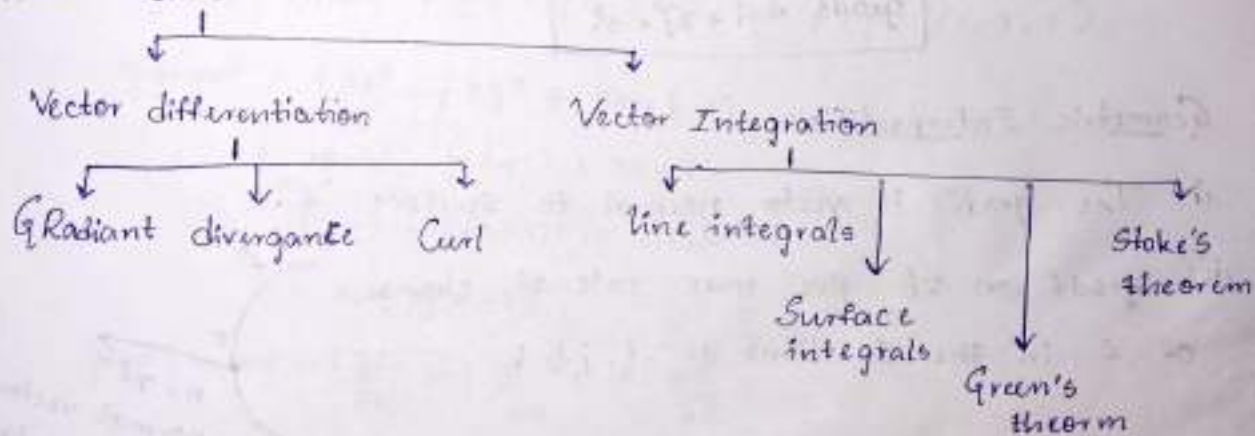 Vector differentiation
Vector Integration
GRadiant divergance Curl
line integrals
Surface
integrals
Green's
theorm
Stoke's
theorem